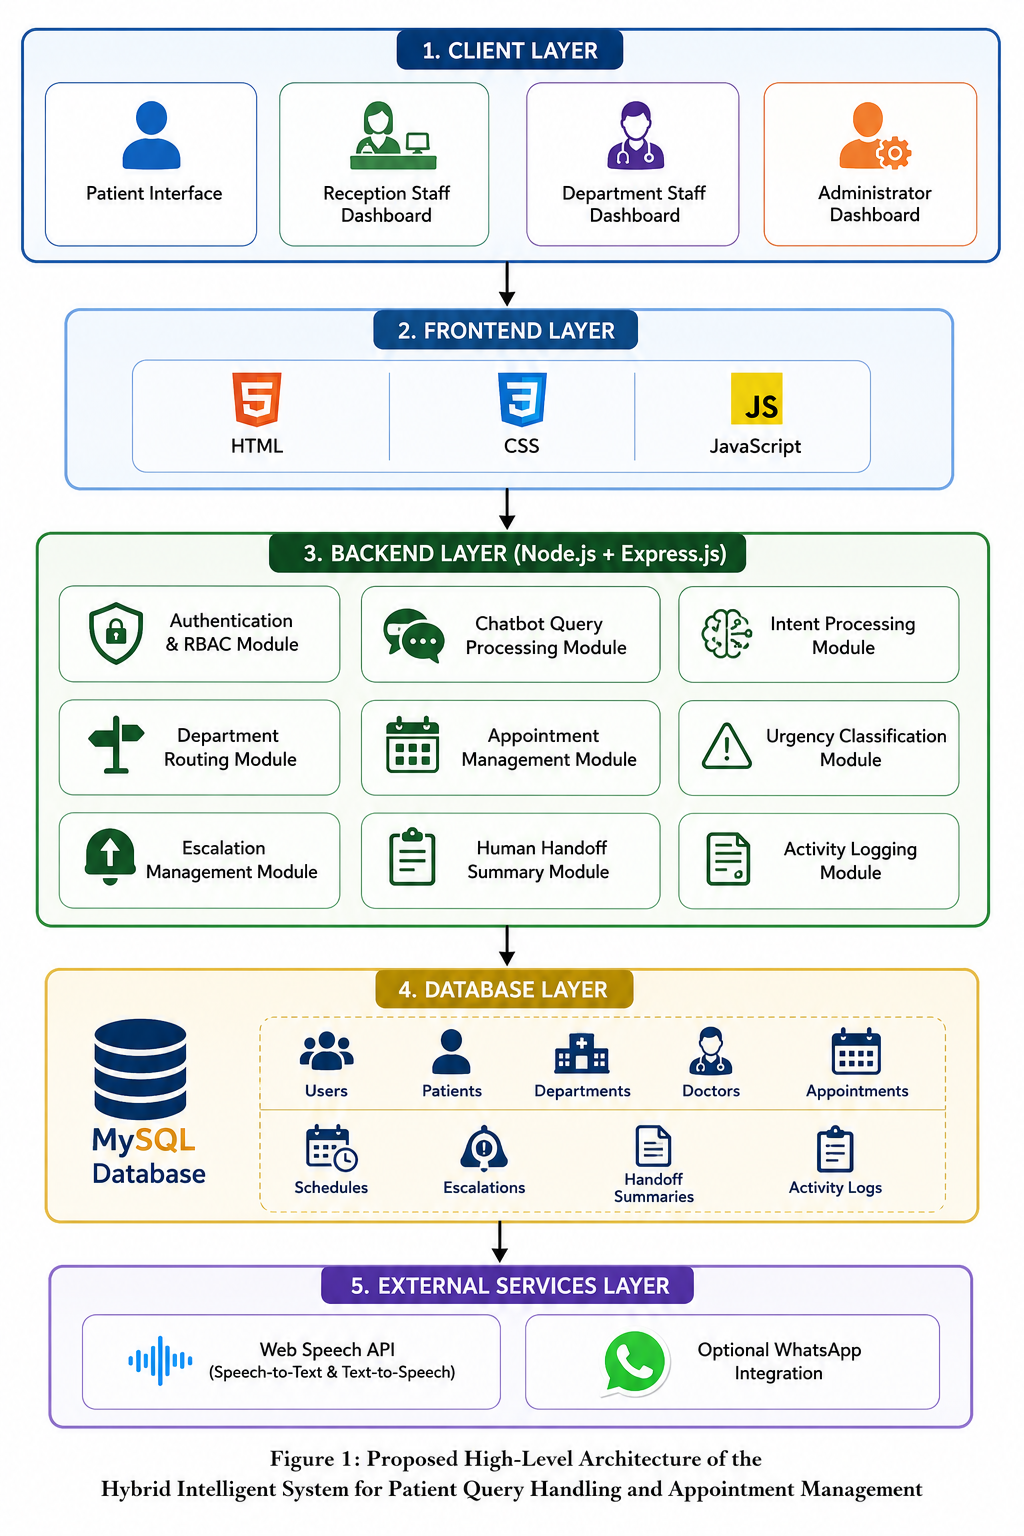 1. CLIENT LAYER
Patient Interface
Reception Staff
Dashboard
Department Staff
Dashboard
Administrator
Dashboard
2. FRONTEND LAYER
5
HTML
3
CSS
JS
JavaScript
3. BACKEND LAYER (Node.js + Express.js)
Authentication
& RBAC Module
Chatbot Query
Processing Module
Intent Processing
Module
Department
Routing Module
Appointment
Management Module
Urgency Classification
Module
Escalation
Management Module
Human Handoff
Summary Module
Activity Logging
Module
4. DATABASE LAYER
MySQL
Database
Users
Patients
Departments
Doctors
Appointments
Schedules
Escalations
Handoff
Summaries
Activity Logs
5. EXTERNAL SERVICES LAYER
Web Speech API
(Speech-to-Text & Text-to-Speech)
Optional WhatsApp
Integration
Figure 1: Proposed High-Level Architecture of the
Hybrid Intelligent System for Patient Query Handling and Appointment Management